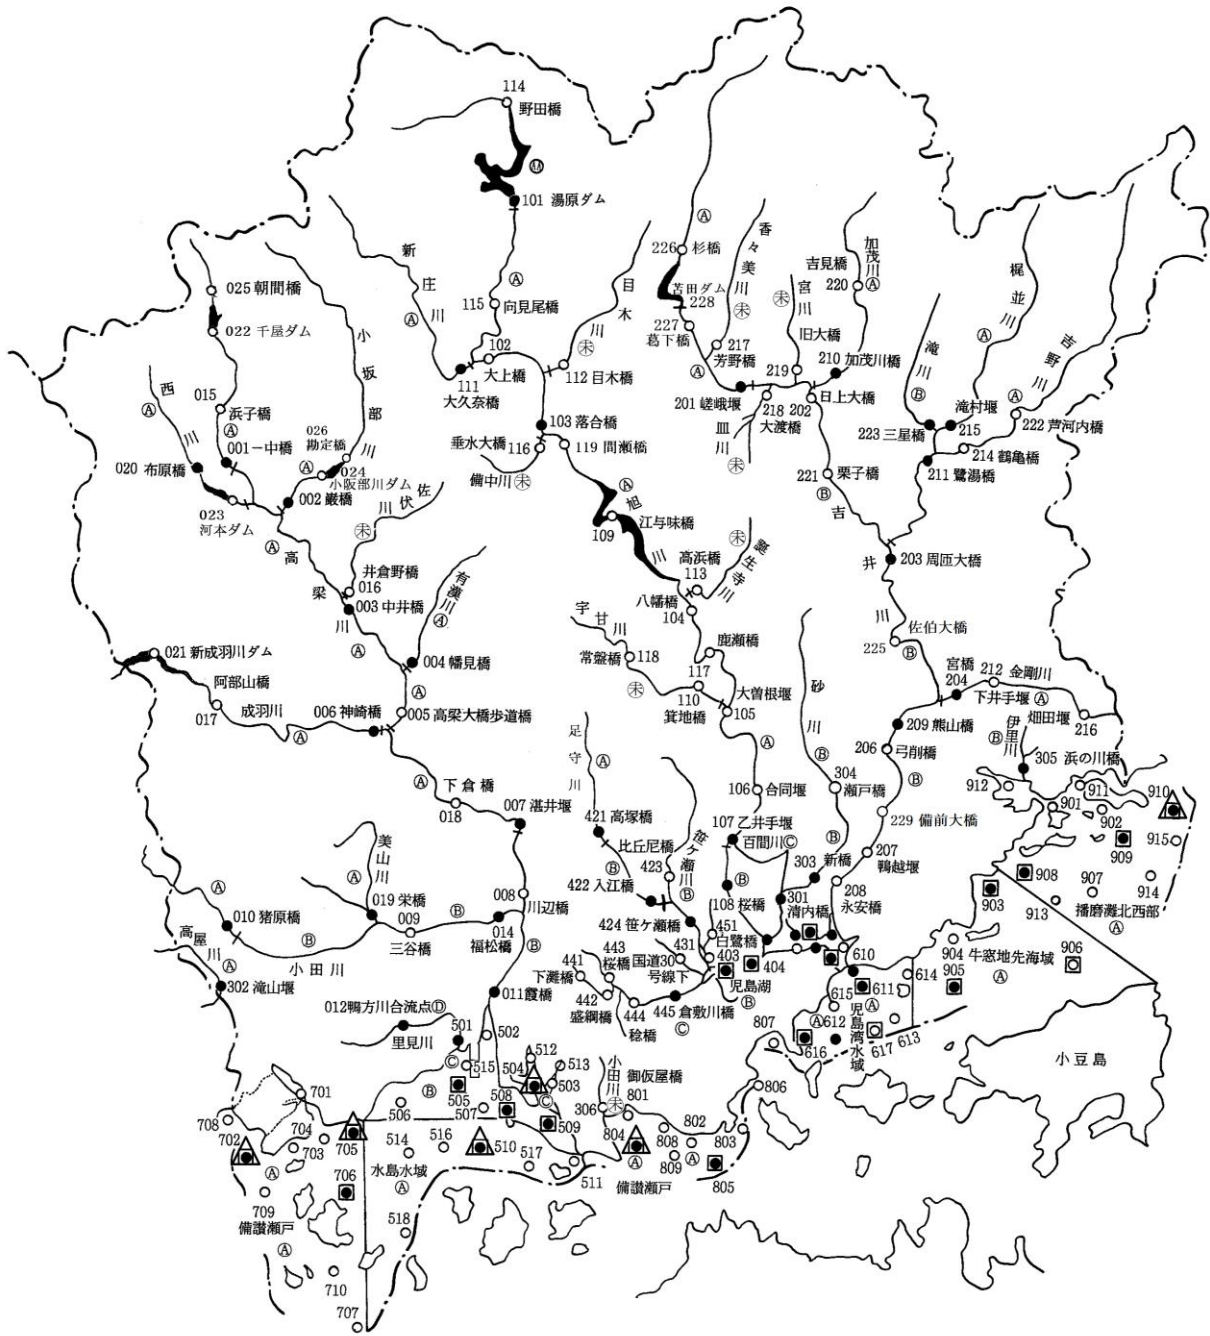 114
野田橋
101 湯原ダム
新庄川
Ⓐ
115 向見尾橋
102
大上橋
111
大久奈橋
目木川
㊍
112 目木橋
103 落合橋
垂水大橋
116
119 間瀬橋
備中川
226 杉橋
苫田ダム
228
227
葛下橋
香々美川
217
芳野橋
宮川
旧大橋
219
吉見橋
220
加茂川Ⓐ
210 加茂川橋
201 嵯峨堰
218
大渡橋
皿川
202
日上大橋
滝川
Ⓑ
梶並川
Ⓐ
吉野川
Ⓐ
滝村堰
215
223 三星橋
222 芦河内橋
214 鶴亀橋
211 鷺湯橋
221
栗子橋
Ⓑ
吉井川
203 周匝大橋
佐伯大橋
225
Ⓑ
宮橋
204
212 金剛川
下井手堰 Ⓐ
216
畑田堰
伊里川
Ⓑ
305 浜の川橋
209 熊山橋
206 弓削橋
Ⓑ
229 備前大橋
207
鴨越堰
208
永安橋
025 朝間橋
022 千屋ダム
小坂部川
西川
Ⓐ
015
浜子橋
Ⓐ
001一中橋
020 布原橋
026
勘定橋
Ⓐ
024
小阪部川ダム
002 巌橋
023
河本ダム
Ⓐ
高梁川
佐伏川
井倉野橋
016
003 中井橋
有漢川Ⓐ
Ⓐ
004 幡見橋
Ⓐ
005 高梁大橋歩道橋
021 新成羽川ダム
阿部山橋
017
成羽川
Ⓐ
006 神崎橋
Ⓐ
下倉橋
018
007 湛井堰
109
江与味橋
Ⓐ
旭川
高浜橋
113
誕生寺川
八幡橋
104
宇甘川
常盤橋
118
鹿瀬橋
117
110
箕地橋
大曽根堰
105
Ⓐ
106 合同堰
砂川
Ⓑ
304
瀬戸橋
Ⓑ
新橋
303
301
107 乙井手堰
百間川Ⓒ
Ⓑ
108 桜橋
清内橋
足守川
Ⓐ
421 高塚橋
比丘尼橋
Ⓑ
423
422 入江橋
笹ヶ瀬川
Ⓑ
424 笹ケ瀬橋
451
白鷺橋
403
404
431
国道30
号線下
児島湖
Ⓑ
443
桜橋
441
下灘橋
442
盛綱橋
444
稔橋
445 倉敷川橋
Ⓒ
美山川
Ⓐ
019 栄橋
009
三谷橋
Ⓑ
014
福松橋
008
川辺橋
Ⓑ
Ⓐ
010 猪原橋
Ⓑ
小田川
高屋川
Ⓐ
302 滝山堰
011霞橋
012鴨方川合流点Ⓓ
里見川
501
502
Ⓒ
515
505
Ⓑ
506
507
508
512
504
513
503
Ⓒ
509
510
511
514
516
517
518
水島水域
Ⓐ
701
708
702
704
703
705
706
Ⓐ
709
備讃瀬戸
Ⓐ
710
707
小田川
306
御仮屋橋
801
804
808
802
803
Ⓐ
809
805
備讃瀬戸
806
807
610
615
Ⓐ
612
611
614
616
617
613
児島湾水域
Ⓐ
912
911
901
902
910
909
915
908
907
914
903
913
播磨灘北西部
Ⓐ
904
牛窓地先海域
Ⓐ
905
906
小豆島